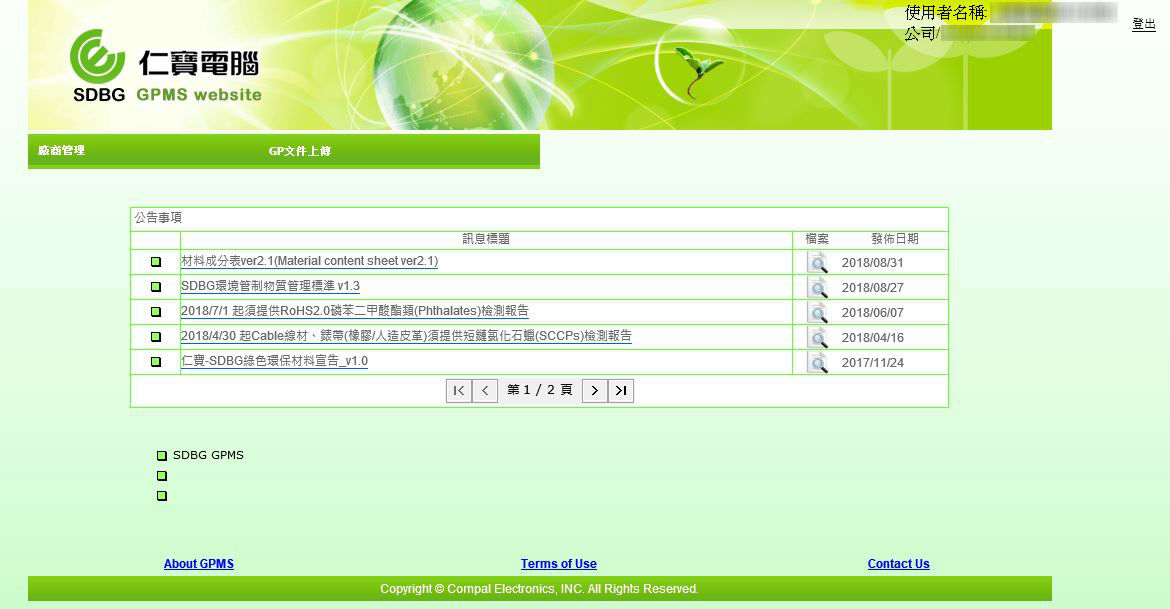 使用者名稱:
公司/
登出
仁寶電腦
SDBG GPMS website
廠商管理 GP文件上傳
公告事項
訊息標題 檔案 發佈日期
材料成分表ver2.1(Material content sheet ver2.1) 2018/08/31
SDBG環境管制物質管理標準 v1.3 2018/08/27
2018/7/1 起須提供RoHS2.0磷苯二甲酸酯類(Phthalates)檢測報告 2018/06/07
2018/4/30 起Cable線材、錶帶(橡膠/人造皮革)須提供短鏈氯化石蠟(SCCPs)檢測報告 2018/04/16
仁寶-SDBG綠色環保材料宣告_v1.0 2017/11/24
第 1 / 2 頁
SDBG GPMS
About GPMS Terms of Use Contact Us
Copyright © Compal Electronics, INC. All Rights Reserved.